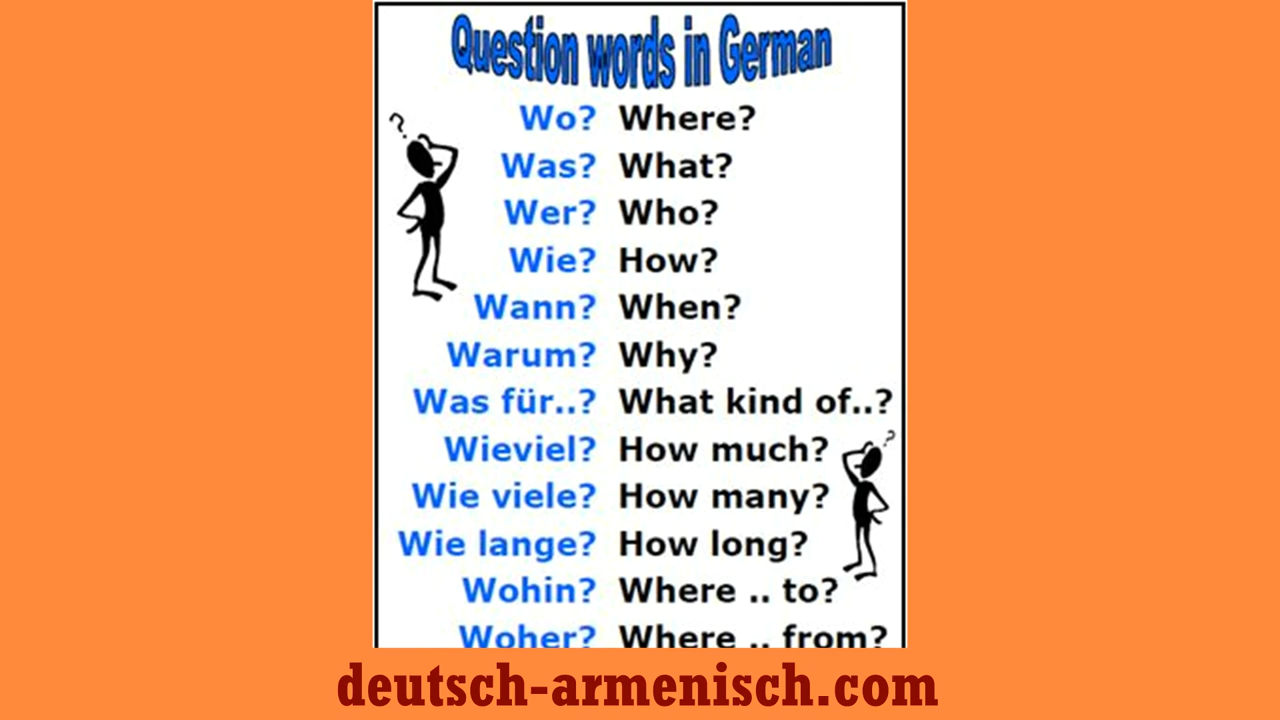 Question words in German
Wo? Where?
Was? What?
Wer? Who?
Wie? How?
Wann? When?
Warum? Why?
Was für..? What kind of..?
Wieviel? How much?
Wie viele? How many?
Wie lange? How long?
Wohin? Where .. to?
Woher? Where .. from?
deutsch-armenisch.com